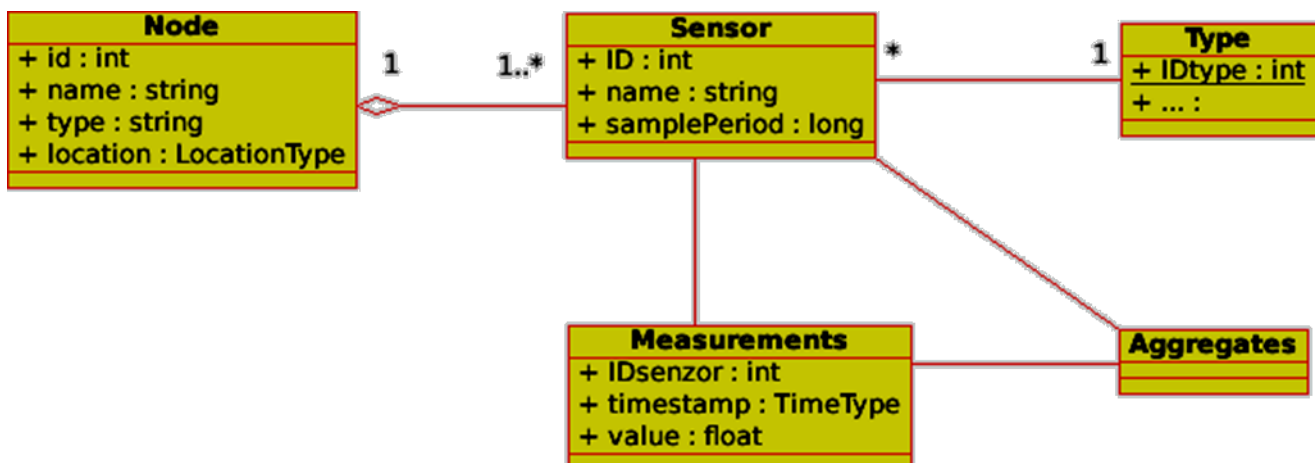 Node
+ id : int
+ name : string
+ type : string
+ location : LocationType
1
1..*
Sensor
+ ID : int
+ name : string
+ samplePeriod : long
*
1
Type
+ IDtype : int
+ ... :
Measurements
+ IDsenzor : int
+ timestamp : TimeType
+ value : float
Aggregates